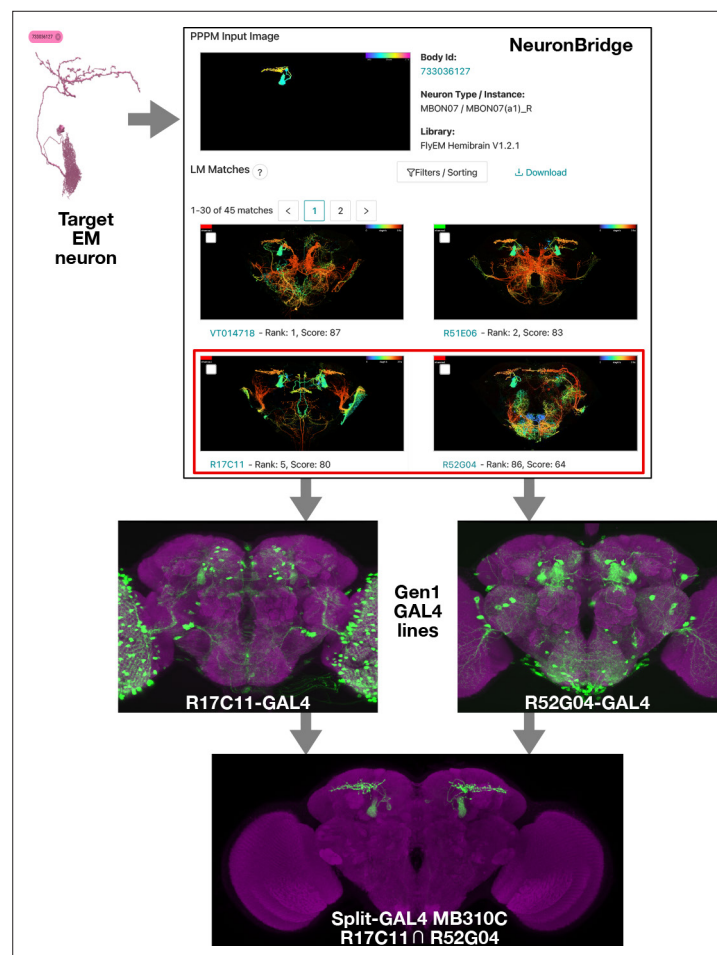 733036127
Target
EM
neuron
PPPM Input Image
NeuronBridge
Body Id:
733036127
Neuron Type / Instance:
MBON07 / MBON07(a1)_R
Library:
FlyEM Hemibrain V1.2.1
LM Matches ?
Filters / Sorting
Download
1-30 of 45 matches < 1 2 >
VT014718 - Rank: 1, Score: 87
R51E06 - Rank: 2, Score: 83
R17C11 - Rank: 5, Score: 80
R52G04 - Rank: 86, Score: 64
Gen1
GAL4
lines
R17C11-GAL4
R52G04-GAL4
Split-GAL4 MB310C
R17C11∩ R52G04